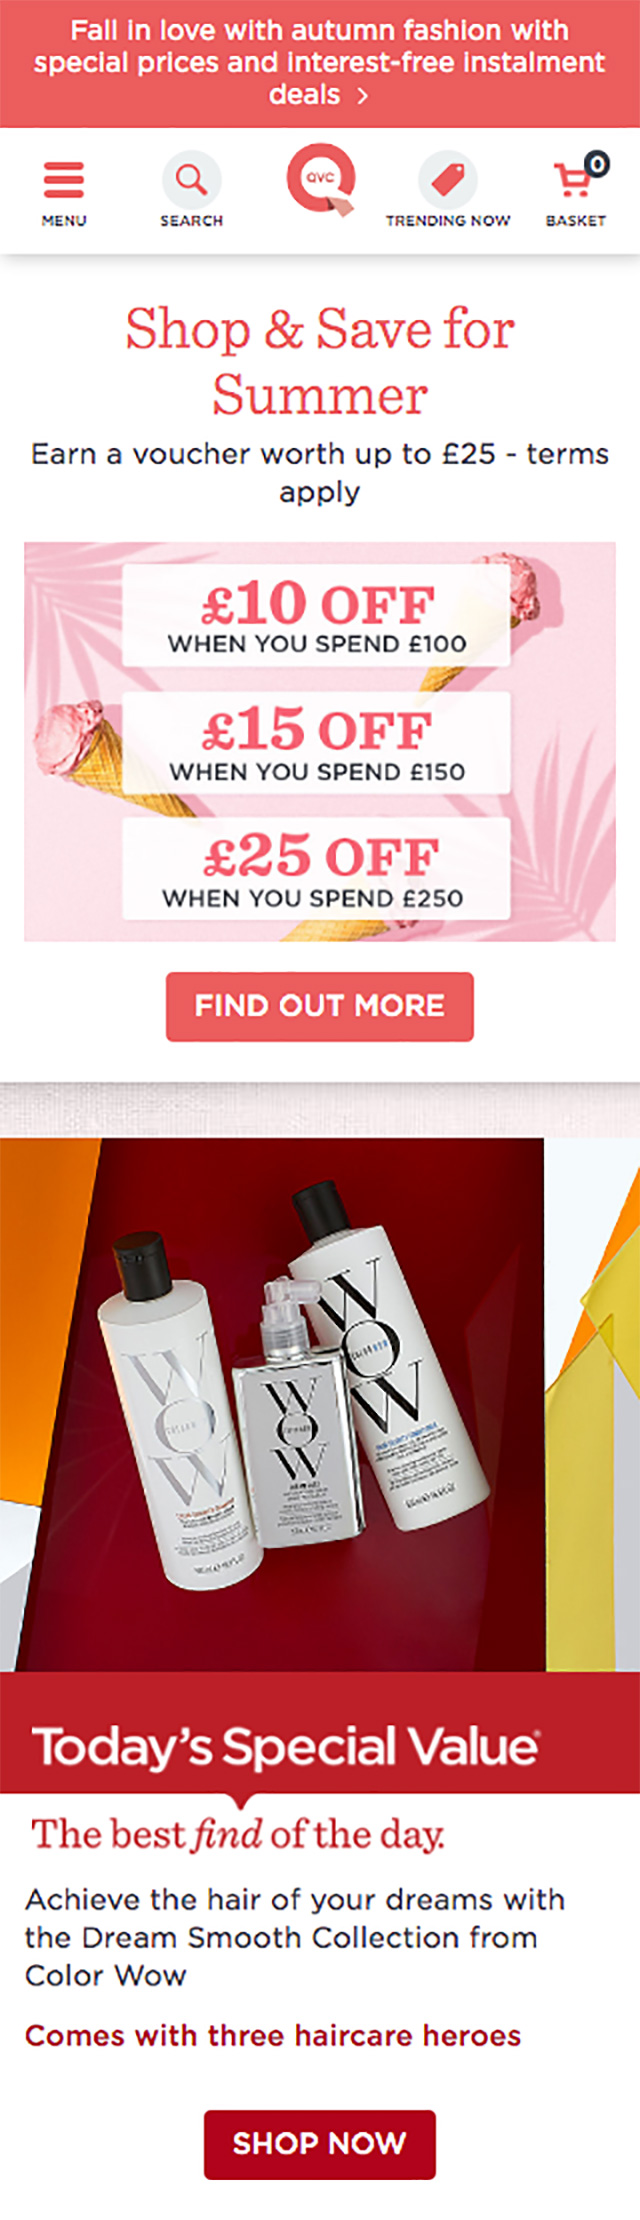 Fall in love with autumn fashion with
special prices and interest-free instalment
deals >
QVC
0
MENU
SEARCH
TRENDING NOW
BASKET
Shop & Save for
Summer
Earn a voucher worth up to £25 - terms
apply
£10 OFF
WHEN YOU SPEND £100
£15 OFF
WHEN YOU SPEND £150
£25 OFF
WHEN YOU SPEND £250
FIND OUT MORE
WOW
WOW
WOW
Today's Special Value®
The best find of the day.
Achieve the hair of your dreams with
the Dream Smooth Collection from
Color Wow
Comes with three haircare heroes
SHOP NOW